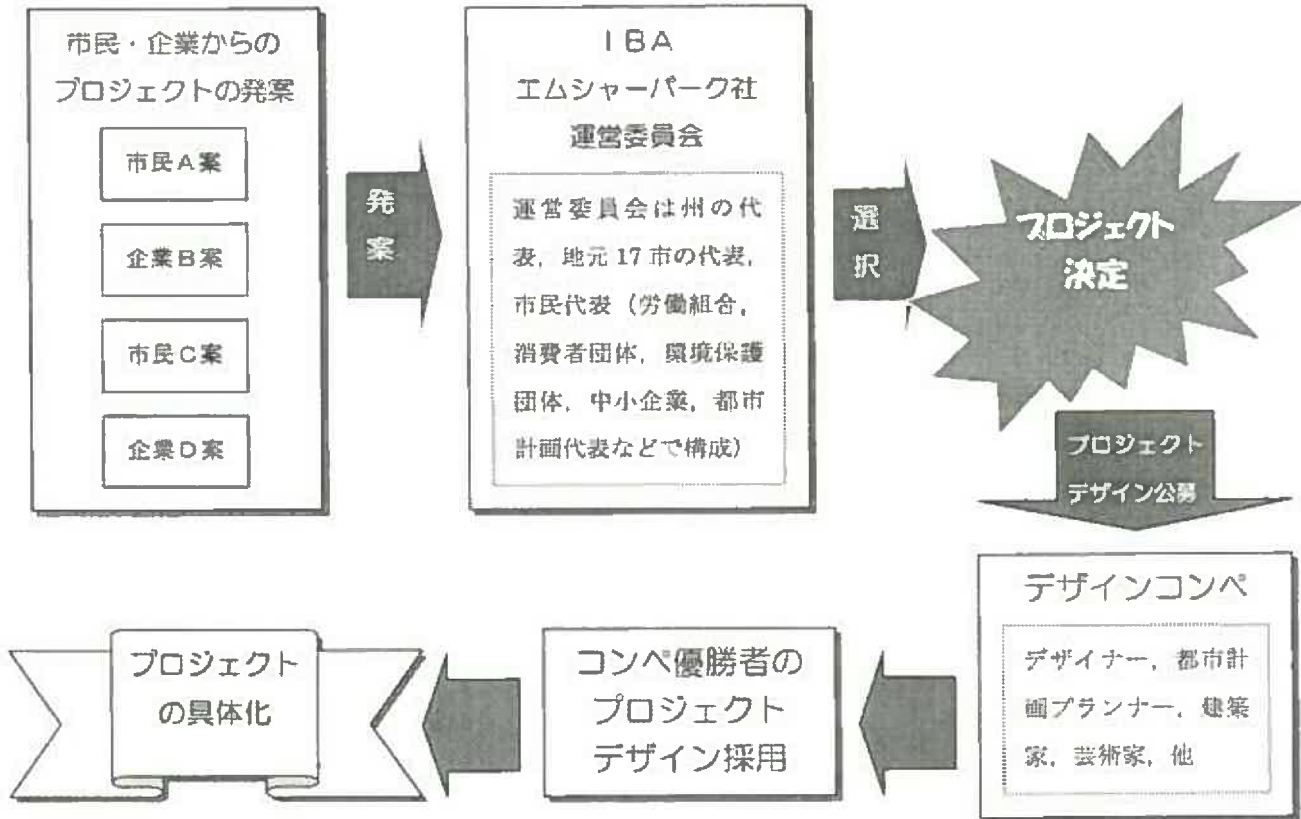 市民・企業からの
プロジェクトの発案
市民A案
企業B案
市民C案
企業D案
発
案
IBA
エムシャーパーク社
運営委員会
運営委員会は州の代
表，地元17市の代表，
市民代表（労働組合，
消費者団体，環境保護
団体，中小企業，都市
計画代表などで構成）
選
択
プロジェクト
決定
プロジェクト
デザイン公募
デザインコンペ
デザイナー，都市計
画プランナー，建築
家，芸術家，他
コンペ優勝者の
プロジェクト
デザイン採用
プロジェクト
の具体化